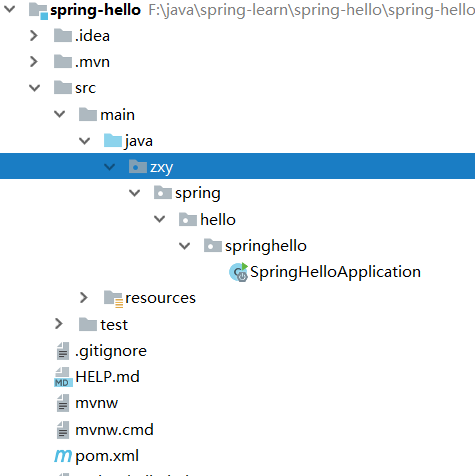 spring-hello F:\java\spring-learn\spring-hello\spring-hello
.idea
.mvn
src
main
java
zxy
spring
hello
springhello
SpringHelloApplication
resources
test
.gitignore
HELP.md
mvnw
mvnw.cmd
pom.xml